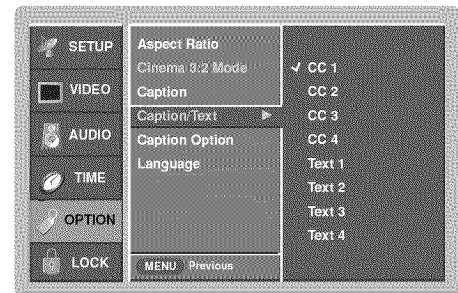 SETUP
VIDEO
AUDIO
TIME
OPTION
LOCK
Aspect Ratio
Cinema 3:2 Mode
Caption
Caption/Text
Caption Option
Language
MENU Previous
✓ CC 1
CC 2
CC 3
CC 4
Text 1
Text 2
Text 3
Text 4